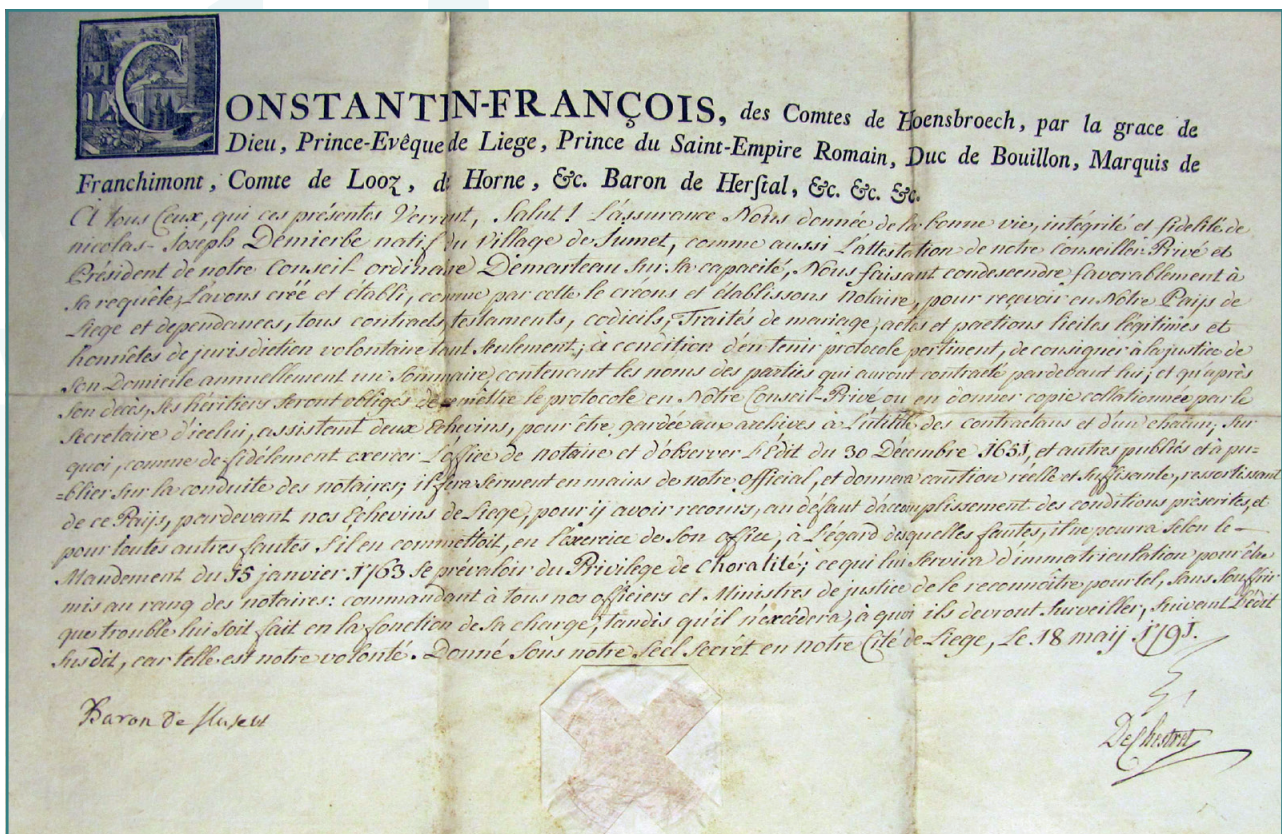 CONSTANTIN-FRANÇOIS, des Comtes de Hoensbroech, par la grace de
Dieu, Prince-Evêque de Liege, Prince du Saint-Empire Romain, Duc de Bouillon, Marquis de
Franchimont, Comte de Looz, de Horne, &c. Baron de Herſtal, &c. &c. &c.
A tous Ceux, qui ces présentes Verront, Salut! L'assurance Nous donnée de la bonne vie, intégrité et fidelité de
nicolas-Joseph Demierbe natif du Village de Jumet, comme aussi L'attestation de notre Conseiller Privé et
Président de notre Conseil-ordinaire Demarteau Sur sa capacité, Nous faisant condescendre favorablement à
Sa requête, L'avons créé et établi, comme par cette le créons et établissons Notaire, pour recevoir en Notre Païs de
Liege et dependances, tous contracts, testaments, codicils, Traités de mariage, actes et pactions licites légitimes et
honnêtes de jurisdiction volontaire tant Seulement; à condition d'en tenir protocole pertinent, de consigner à la justice de
Son Domicile annuellement un Sommaire, contenant les noms des parties qui auront contracté pardevant lui; et qu'après
Son decès, Ses héritiers Seront obligés de remettre le protocole en Notre Conseil-Privé ou en donner copie collationnée par le
Secretaire d'icelui, assistant deux Echevins, pour être gardée aux archives à L'utilité des contractans et d'un chacun; Sur
quoi, comme de fidélement exercer L'office de notaire et d'observer L'Edit du 30 Décembre 1651, et autres publiés et à pu-
=blier Sur la conduite des notaires; il fera Serment en mains de notre official, et donnera caution réelle et Suffisante, ressortissant
de ce Païs, pardevant nos Echevins de Liege, pour ij avoir recours, au défaut d'accomplissement des conditions préscrites, et
pour toutes autres fautes S'il en commettoit, en L'exercice de Son office, à L'égard desquelles fautes, il ne pourra Selon le
Mandement du 15 janvier 1763 Se prévaloir du Privilege de Choralité; ce qui lui Servira d'immatriculation pour être
mis au rang des notaires: commandant à tous nos officiers et Ministres de justice de le reconnoitre pour tel, Sans Souffrir
que trouble lui Soit fait en la fonction de Sa charge, tandis qu'il n'excédera, à quoi ils devront Surveiller, Suivant L'édit
Susdit, car telle est notre volonté. Donné Sous notre Séel Secrét en notre Cité de Liege, Le 18 maij 1791.
Baron de
De Chestret